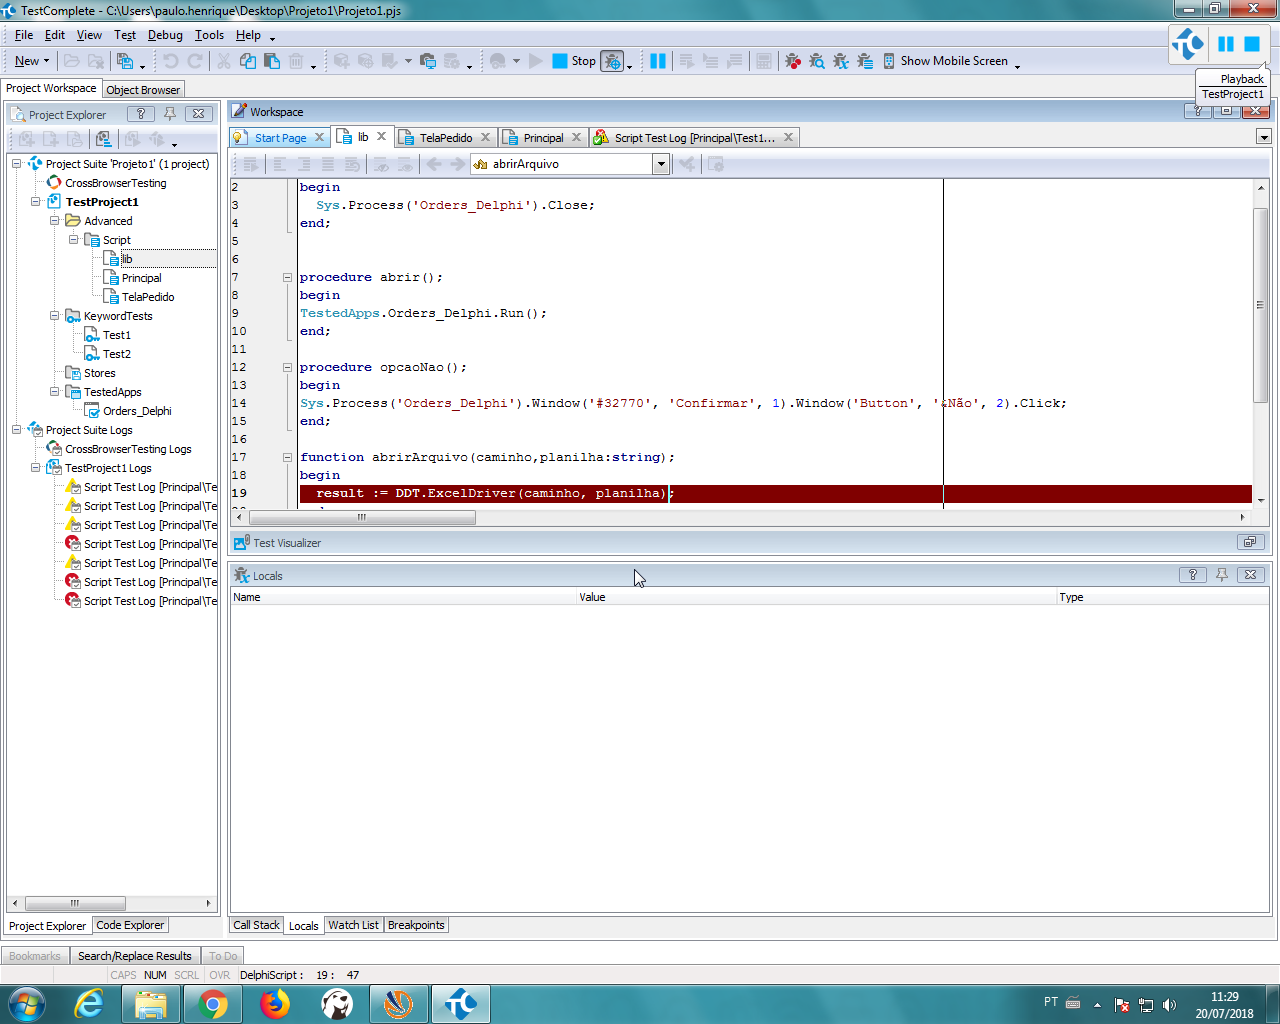 TestComplete - C:\Users\paulo.henrique\Desktop\Projeto1\Projeto1.pjs
File Edit View Test Debug Tools Help
New Stop Show Mobile Screen
Playback
TestProject1
Project Workspace Object Browser
Project Explorer
Project Suite 'Projeto1' (1 project)
CrossBrowserTesting
TestProject1
Advanced
Script
lib
Principal
TelaPedido
KeywordTests
Test1
Test2
Stores
TestedApps
Orders_Delphi
Project Suite Logs
CrossBrowserTesting Logs
TestProject1 Logs
Script Test Log [Principal\Te
Script Test Log [Principal\Te
Script Test Log [Principal\Te
Script Test Log [Principal\Te
Script Test Log [Principal\Te
Script Test Log [Principal\Te
Script Test Log [Principal\Te
Project Explorer Code Explorer
Workspace
Start Page lib TelaPedido Principal Script Test Log [Principal\Test1...
abrirArquivo
2 begin
3 Sys.Process('Orders_Delphi').Close;
4 end;
5
6
7 procedure abrir();
8 begin
9 TestedApps.Orders_Delphi.Run();
10 end;
11
12 procedure opcaoNao();
13 begin
14 Sys.Process('Orders_Delphi').Window('#32770', 'Confirmar', 1).Window('Button', '&Não', 2).Click;
15 end;
16
17 function abrirArquivo(caminho,planilha:string);
18 begin
19 result := DDT.ExcelDriver(caminho, planilha);
Test Visualizer
Locals
Name Value Type
Call Stack Locals Watch List Breakpoints
Bookmarks Search/Replace Results To Do
CAPS NUM SCRL OVR DelphiScript : 19 : 47
PT
11:29
20/07/2018